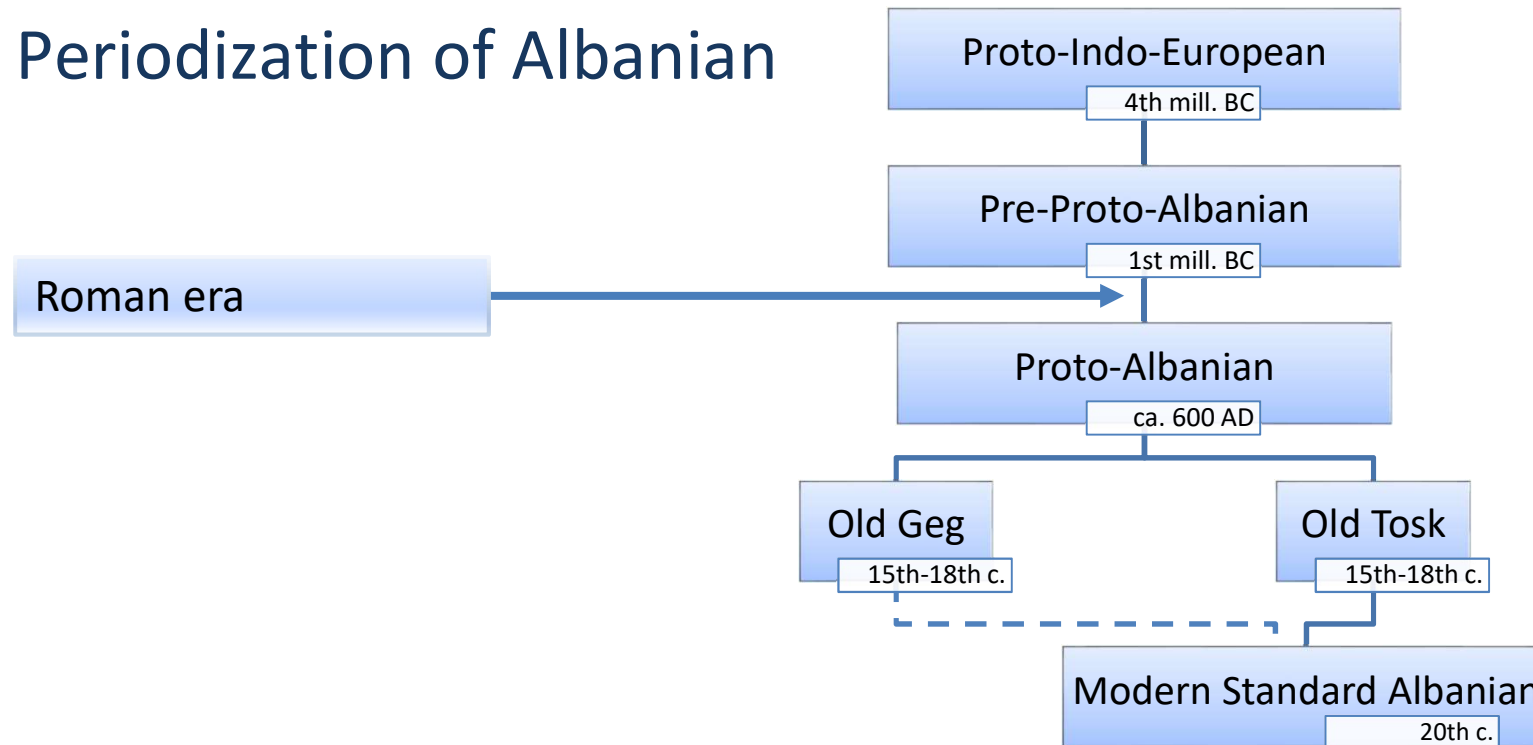 Periodization of Albanian
Proto-Indo-European
4th mill. BC
Pre-Proto-Albanian
1st mill. BC
Roman era
Proto-Albanian
ca. 600 AD
Old Geg
15th-18th c.
Old Tosk
15th-18th c.
Modern Standard Albanian
20th c.